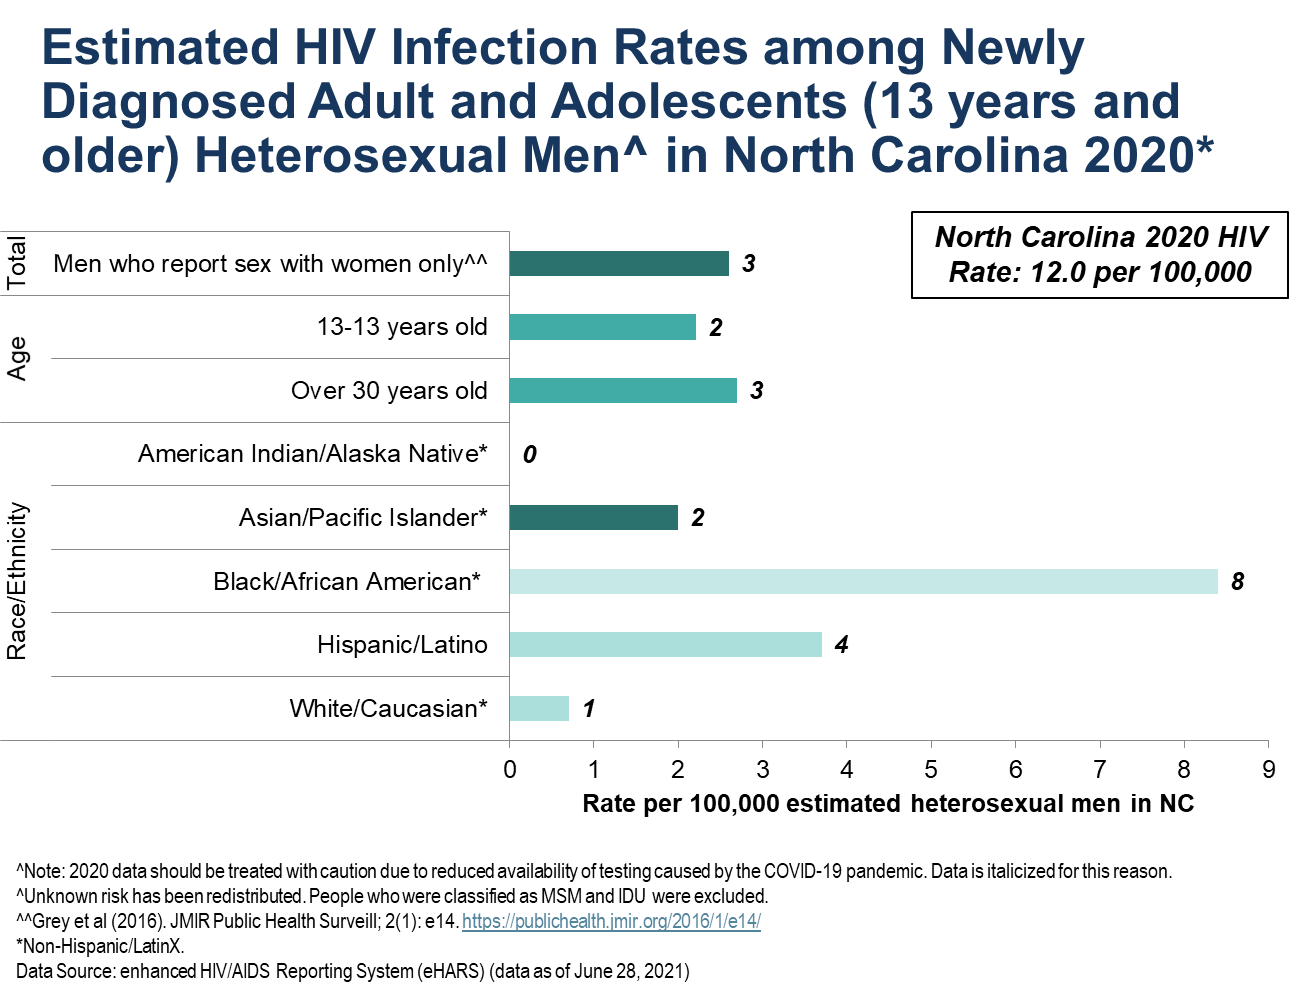 Estimated HIV Infection Rates among Newly
Diagnosed Adult and Adolescents (13 years and
older) Heterosexual Men^ in North Carolina 2020*
North Carolina 2020 HIV
Rate: 12.0 per 100,000
Total
Men who report sex with women only^^
3
Age
13-13 years old
2
Over 30 years old
3
Race/Ethnicity
American Indian/Alaska Native*
0
Asian/Pacific Islander*
2
Black/African American*
8
Hispanic/Latino
4
White/Caucasian*
1
0 1 2 3 4 5 6 7 8 9
Rate per 100,000 estimated heterosexual men in NC
^Note: 2020 data should be treated with caution due to reduced availability of testing caused by the COVID-19 pandemic. Data is italicized for this reason.
^Unknown risk has been redistributed. People who were classified as MSM and IDU were excluded.
^^Grey et al (2016). JMIR Public Health Surveill; 2(1): e14. https://publichealth.jmir.org/2016/1/e14/
*Non-Hispanic/LatinX.
Data Source: enhanced HIV/AIDS Reporting System (eHARS) (data as of June 28, 2021)